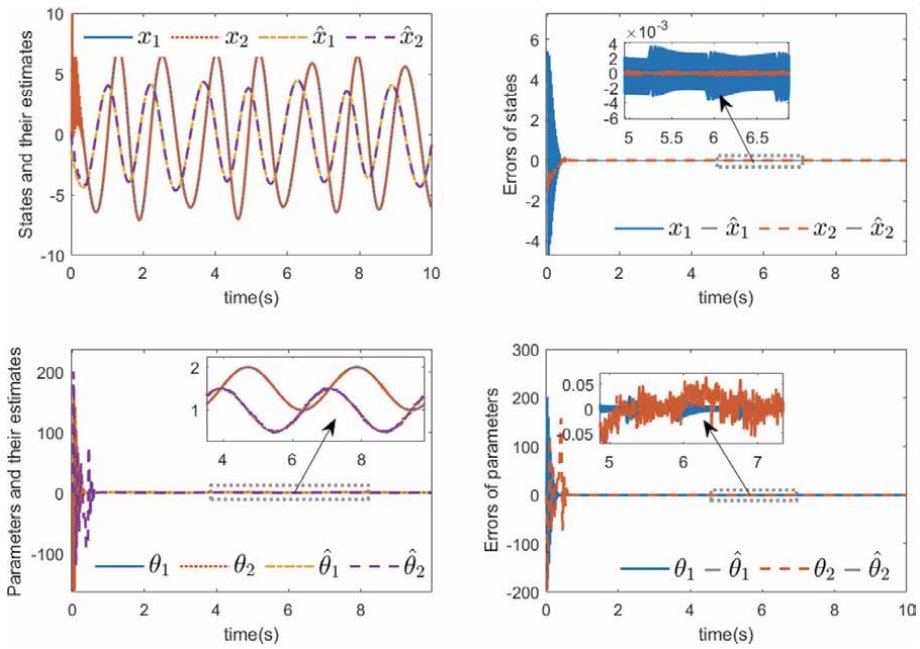 States and their estimates
10
5
0
-5
-10
x₁ x₂ x̂₁ x̂₂
0 2 4 6 8 10
time(s)
Errors of states
6
4
2
0
-2
-4
×10⁻³
4
2
0
-2
-4
-6
5 5.5 6 6.5
x₁ − x̂₁ x₂ − x̂₂
0 2 4 6 8 10
time(s)
Parameters and their estimates
200
100
0
-100
2
1
4 6 8
θ₁ θ₂ θ̂₁ θ̂₂
0 2 4 6 8
time(s)
Errors of parameters
300
200
100
0
-100
-200
0.05
0
-0.05
5 6 7
θ₁ − θ̂₁ θ₂ − θ̂₂
0 2 4 6 8 10
time(s)